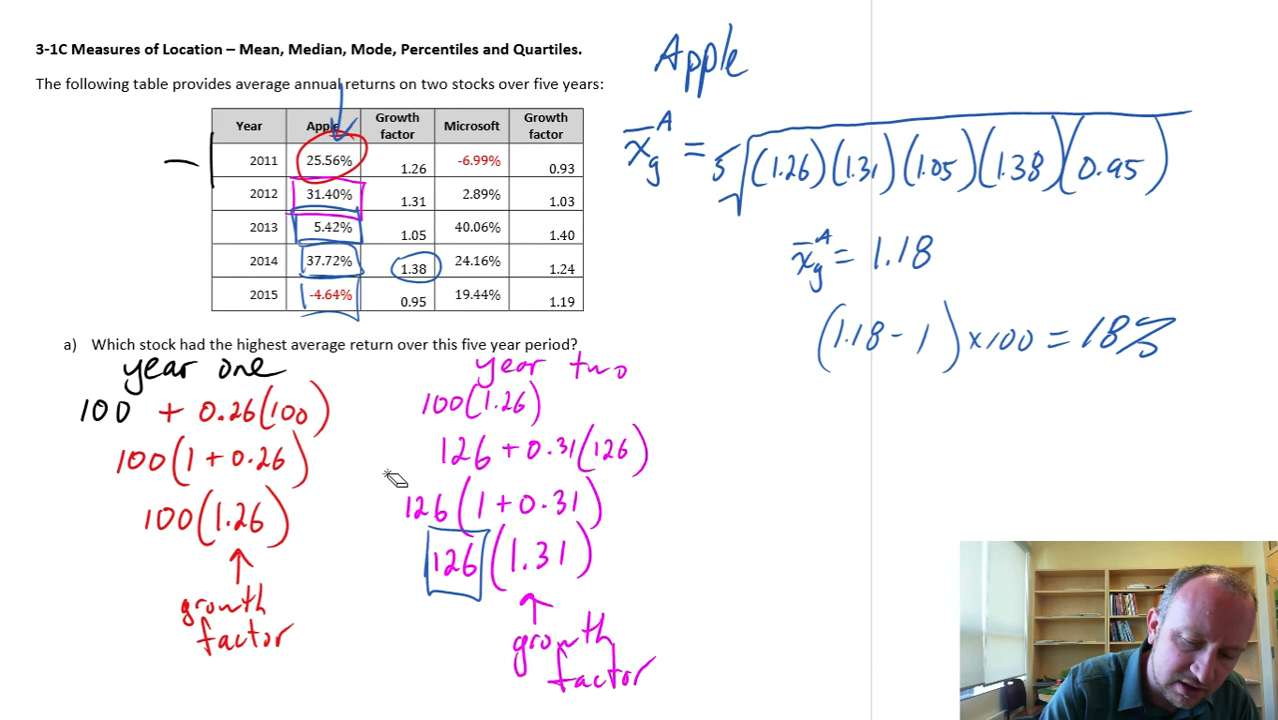 3-1C Measures of Location – Mean, Median, Mode, Percentiles and Quartiles.
The following table provides average annual returns on two stocks over five years:
Year Apple Growth factor Microsoft Growth factor
2011 25.56% 1.26 -6.99% 0.93
2012 31.40% 1.31 2.89% 1.03
2013 5.42% 1.05 40.06% 1.40
2014 37.72% 1.38 24.16% 1.24
2015 -4.64% 0.95 19.44% 1.19
a) Which stock had the highest average return over this five year period?
year one
100 + 0.26(100)
100(1 + 0.26)
100(1.26)
growth
factor
year two
100(1.26)
126 + 0.31(126)
126(1 + 0.31)
126(1.31)
growth
factor
Apple
x̄gᴬ = ⁵√(1.26)(1.31)(1.05)(1.38)(0.95)
x̄gᴬ = 1.18
(1.18 - 1) x 100 = 18%